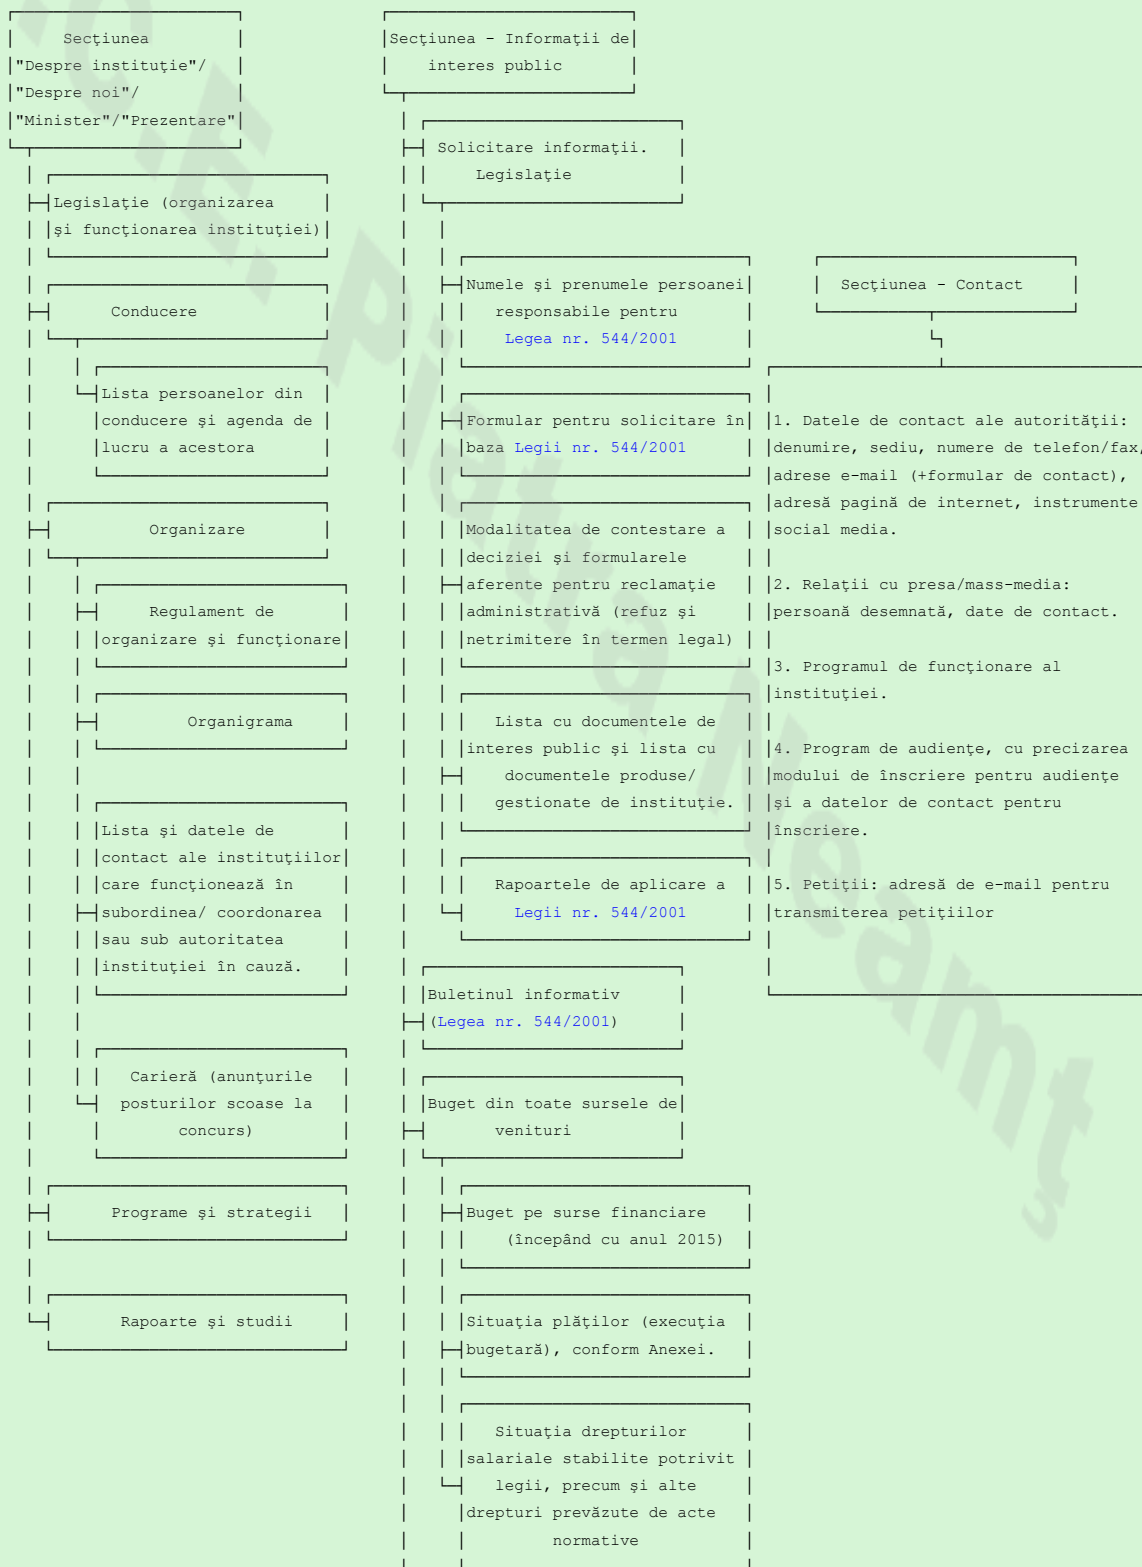 Secţiunea
"Despre instituţie"/
"Despre noi"/
"Minister"/"Prezentare"
Legislaţie (organizarea
şi funcţionarea instituţiei)
Conducere
Lista persoanelor din
conducere şi agenda de
lucru a acestora
Organizare
Regulament de
organizare şi funcţionare
Organigrama
Lista şi datele de
contact ale instituţiilor
care funcţionează în
subordinea/ coordonarea
sau sub autoritatea
instituţiei în cauză.
Carieră (anunţurile
posturilor scoase la
concurs)
Programe şi strategii
Rapoarte şi studii
Secţiunea - Informaţii de
interes public
Solicitare informaţii.
Legislaţie
Numele şi prenumele persoanei
responsabile pentru
Legea nr. 544/2001
Formular pentru solicitare în
baza Legii nr. 544/2001
Modalitatea de contestare a
deciziei şi formularele
aferente pentru reclamaţie
administrativă (refuz şi
netrimitere în termen legal)
Lista cu documentele de
interes public şi lista cu
documentele produse/
gestionate de instituţie.
Rapoartele de aplicare a
Legii nr. 544/2001
Buletinul informativ
(Legea nr. 544/2001)
Buget din toate sursele de
venituri
Buget pe surse financiare
(începând cu anul 2015)
Situaţia plăţilor (execuţia
bugetară), conform Anexei.
Situaţia drepturilor
salariale stabilite potrivit
legii, precum şi alte
drepturi prevăzute de acte
normative
Secţiunea - Contact
1. Datele de contact ale autorităţii:
denumire, sediu, numere de telefon/fax,
adrese e-mail (+formular de contact),
adresă pagină de internet, instrumente
social media.
2. Relaţii cu presa/mass-media:
persoană desemnată, date de contact.
3. Programul de funcţionare al
instituţiei.
4. Program de audienţe, cu precizarea
modului de înscriere pentru audienţe
şi a datelor de contact pentru
înscriere.
5. Petiţii: adresă de e-mail pentru
transmiterea petiţiilor
.E. Piatra Neamţ